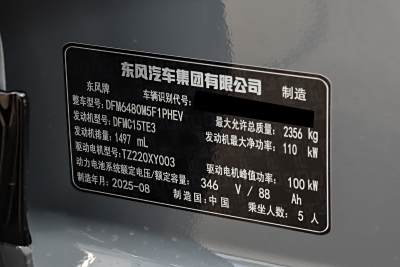 东风汽车集团有限公司 制造
东风牌 车辆识别代号:
整车型号: DFM6480M5F1PHEV 最大允许总质量: 2356 kg
发动机型号: DFMC15TE3 发动机最大净功率: 110 kW
发动机排量: 1497 mL
驱动电机型号: TZ220XY003 驱动电机峰值功率: 100 kW
动力电池系统额定电压/额定容量: 346 V / 88 Ah
制造年月: 2025-08 制造国: 中国 乘坐人数: 5 人